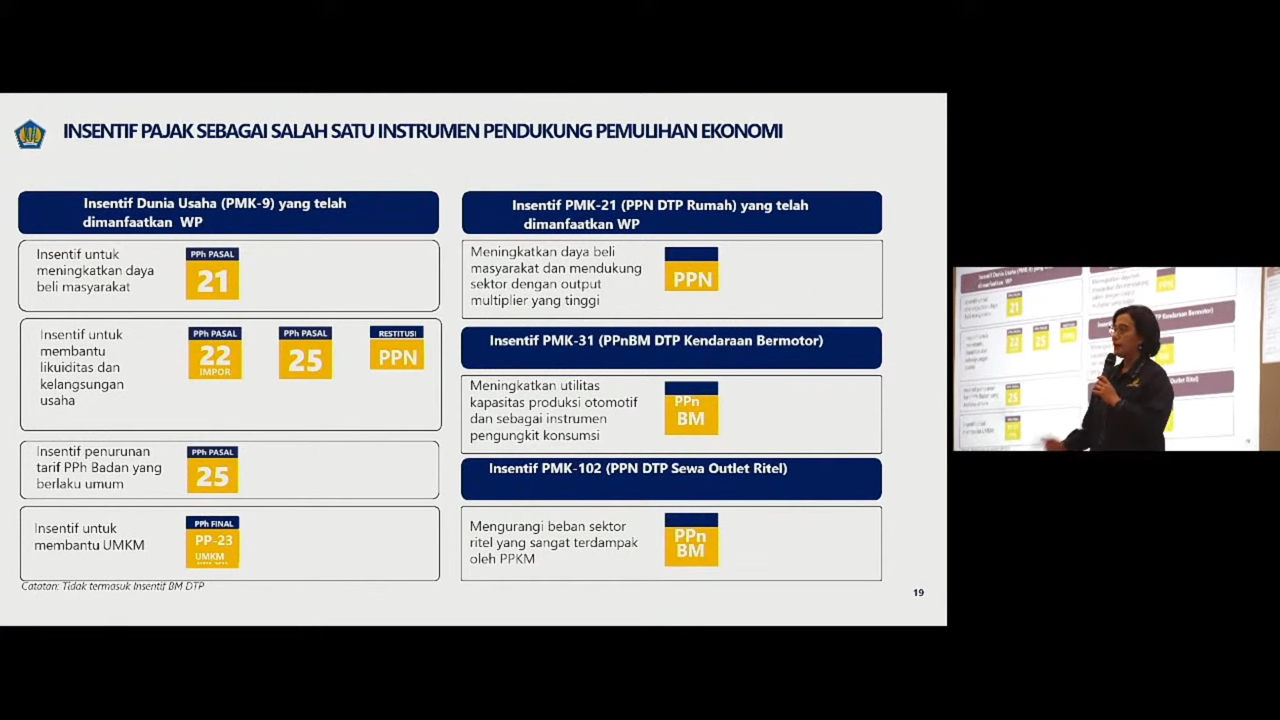 INSENTIF PAJAK SEBAGAI SALAH SATU INSTRUMEN PENDUKUNG PEMULIHAN EKONOMI
Insentif Dunia Usaha (PMK-9) yang telah
dimanfaatkan WP
Insentif untuk
meningkatkan daya
beli masyarakat
PPh PASAL
21
Insentif untuk
membantu
likuiditas dan
kelangsungan
usaha
PPh PASAL
22
IMPOR
PPh PASAL
25
RESTITUSI
PPN
Insentif penurunan
tarif PPh Badan yang
berlaku umum
PPh PASAL
25
Insentif untuk
membantu UMKM
PPh FINAL
PP-23
UMKM
Catatan: Tidak termasuk Insentif BM DTP
Insentif PMK-21 (PPN DTP Rumah) yang telah
dimanfaatkan WP
Meningkatkan daya beli
masyarakat dan mendukung
sektor dengan output
multiplier yang tinggi
PPN
Insentif PMK-31 (PPnBM DTP Kendaraan Bermotor)
Meningkatkan utilitas
kapasitas produksi otomotif
dan sebagai instrumen
pengungkit konsumsi
PPn
BM
Insentif PMK-102 (PPN DTP Sewa Outlet Ritel)
Mengurangi beban sektor
ritel yang sangat terdampak
oleh PPKM
PPn
BM
19